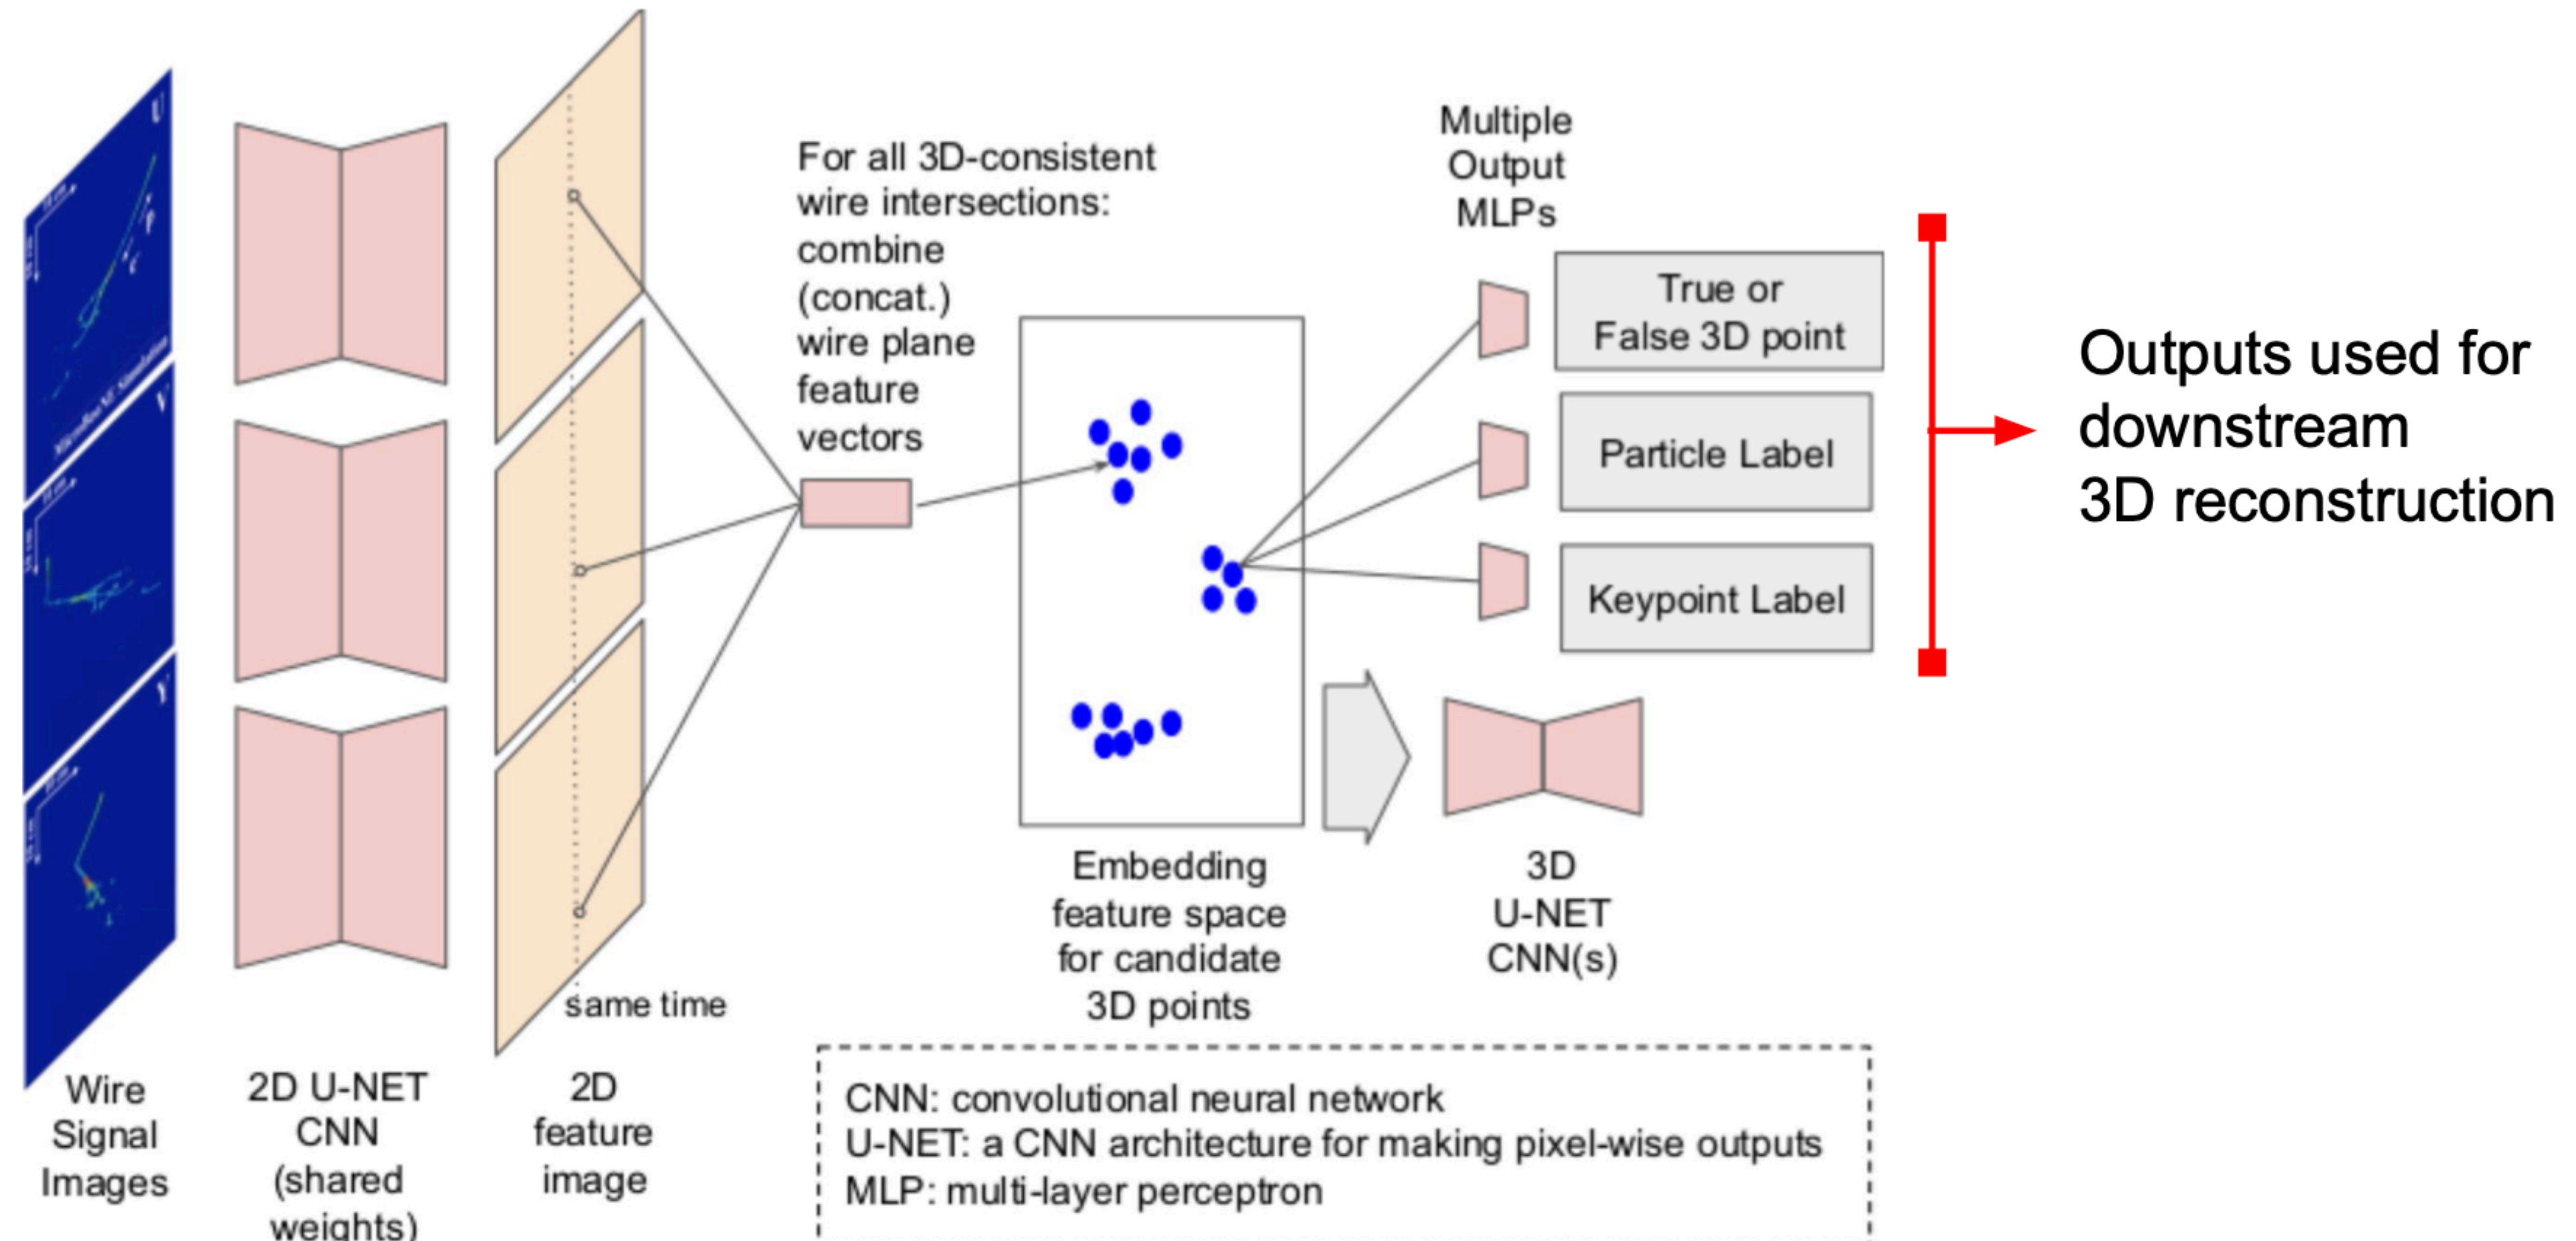 U
MicroBooNE Simulation
V
Y
Wire
Signal
Images
2D U-NET
CNN
(shared
weights)
2D
feature
image
same time
For all 3D-consistent
wire intersections:
combine
(concat.)
wire plane
feature
vectors
Embedding
feature space
for candidate
3D points
Multiple
Output
MLPs
True or
False 3D point
Particle Label
Keypoint Label
3D
U-NET
CNN(s)
Outputs used for
downstream
3D reconstruction
CNN: convolutional neural network
U-NET: a CNN architecture for making pixel-wise outputs
MLP: multi-layer perceptron